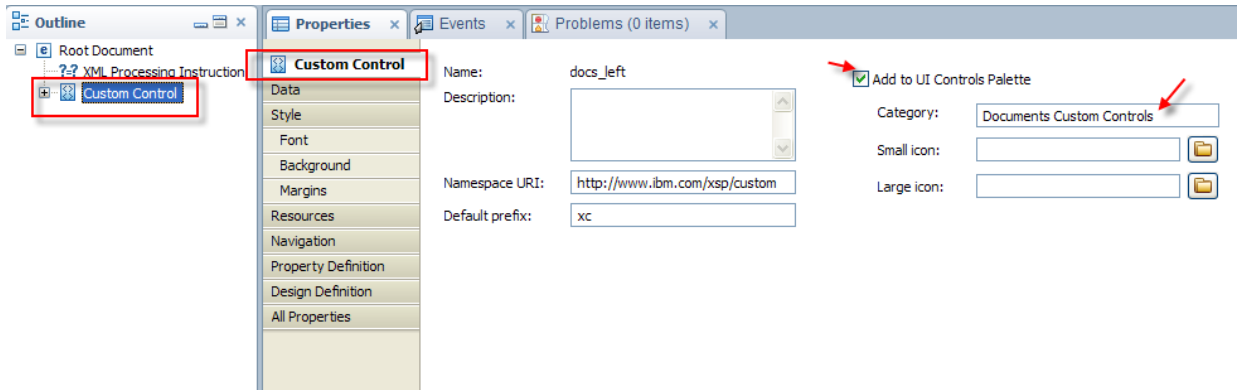 Outline
Root Document
?=? XML Processing Instruction
Custom Control
Properties
Events
Problems (0 items)
Custom Control
Data
Style
Font
Background
Margins
Resources
Navigation
Property Definition
Design Definition
All Properties
Name: docs_left
Description:
Namespace URI: http://www.ibm.com/xsp/custom
Default prefix: xc
Add to UI Controls Palette
Category: Documents Custom Controls
Small icon:
Large icon: